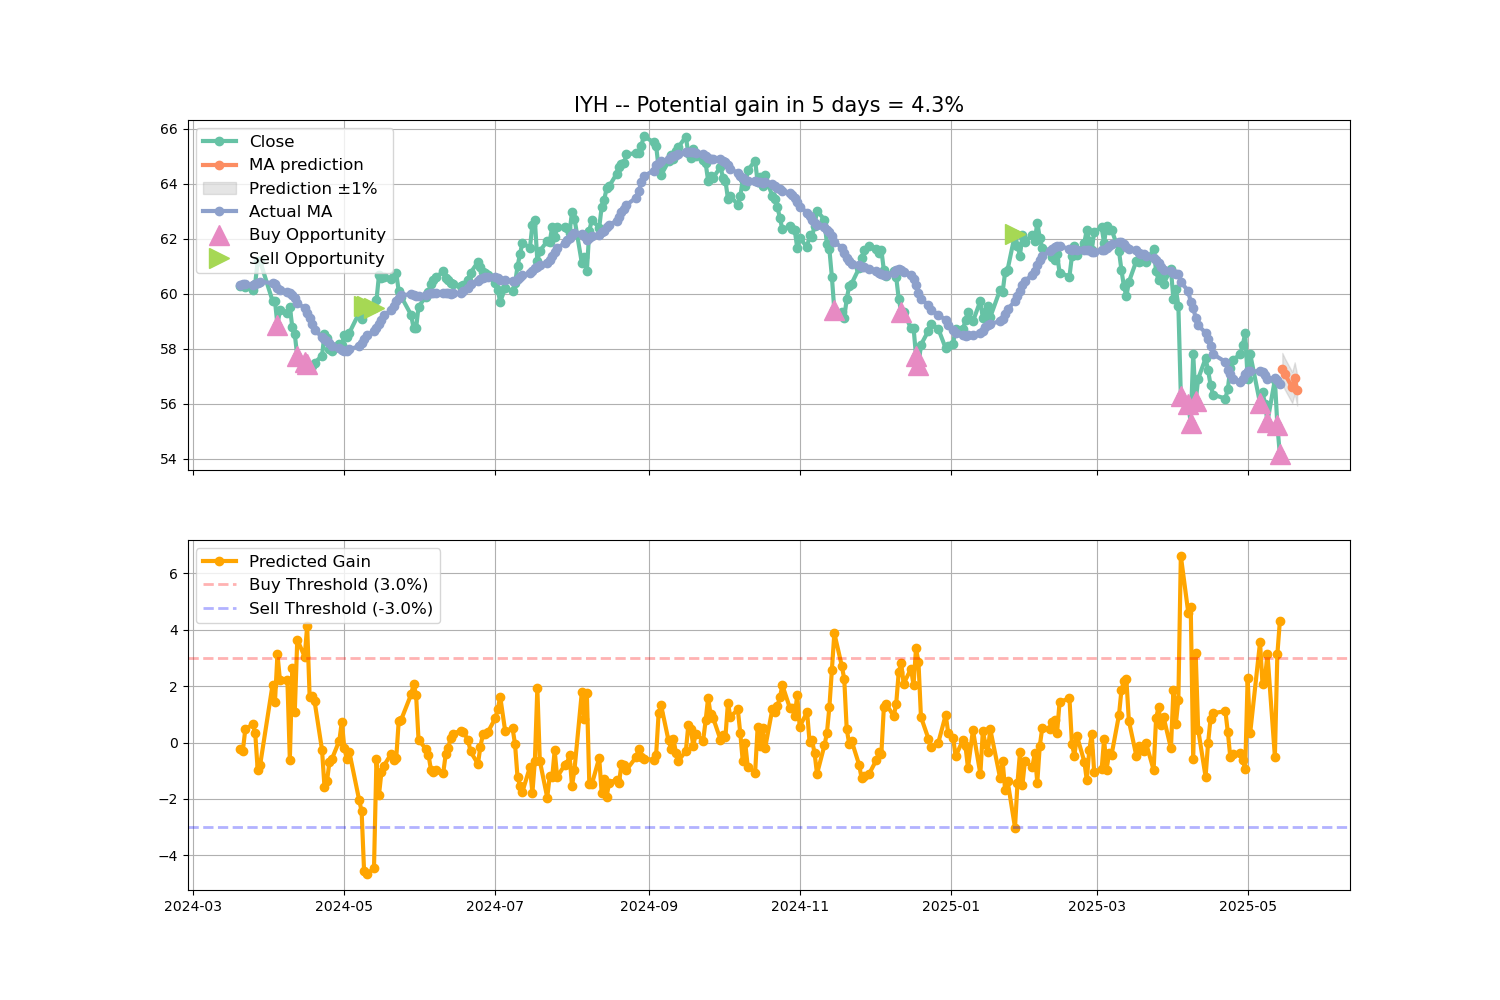 IYH -- Potential gain in 5 days = 4.3%
66
64
62
60
58
56
54
Close
MA prediction
Prediction ±1%
Actual MA
Buy Opportunity
Sell Opportunity
6
4
2
0
−2
−4
Predicted Gain
Buy Threshold (3.0%)
Sell Threshold (-3.0%)
2024-03
2024-05
2024-07
2024-09
2024-11
2025-01
2025-03
2025-05